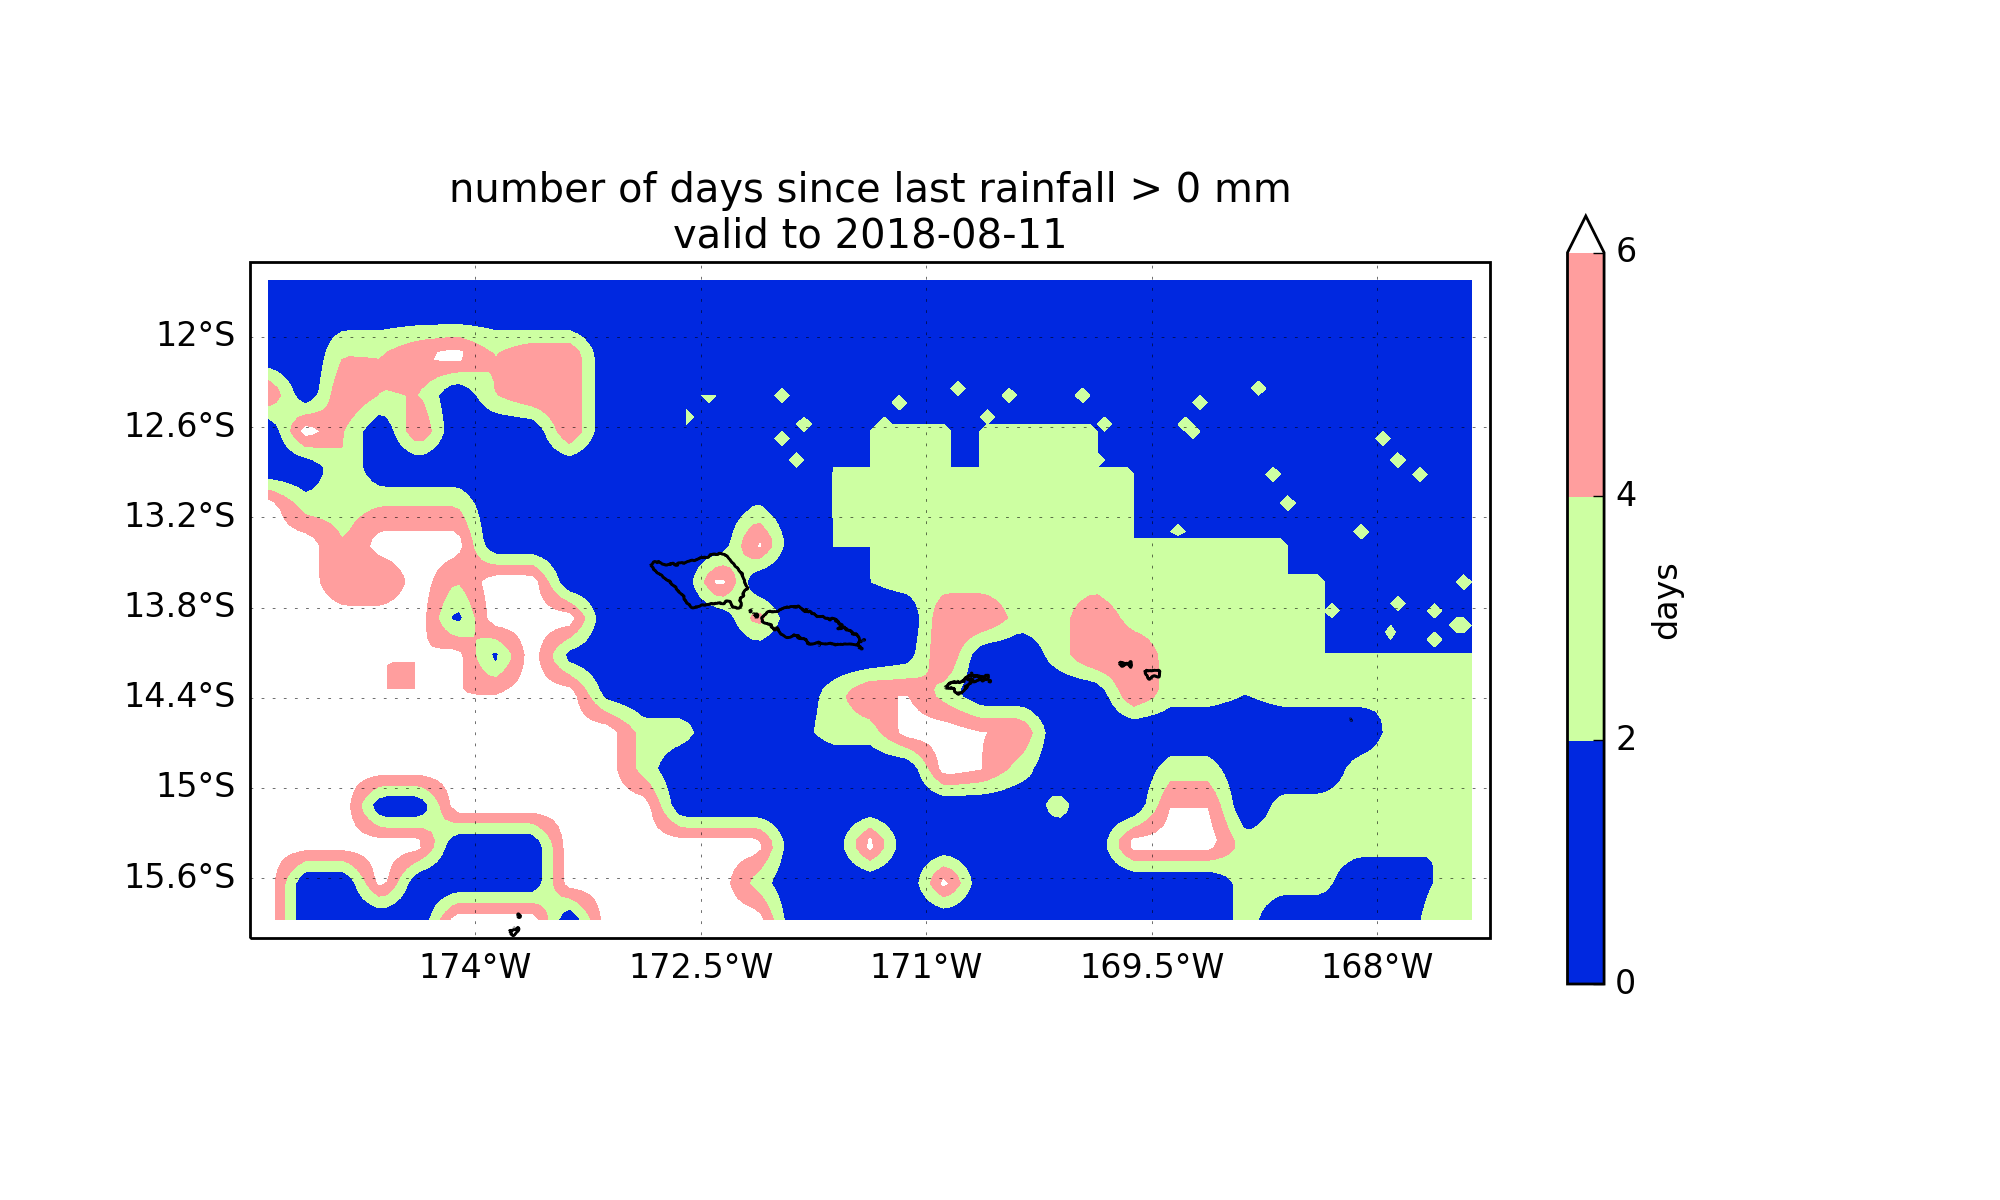 number of days since last rainfall > 0 mm
valid to 2018-08-11
12°S
12.6°S
13.2°S
13.8°S
14.4°S
15°S
15.6°S
174°W
172.5°W
171°W
169.5°W
168°W
6
4
2
0
days